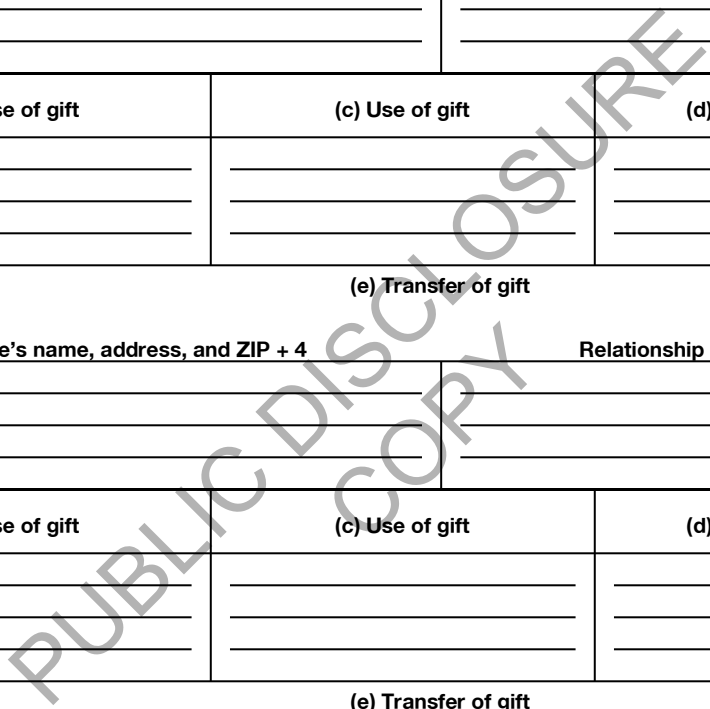 se of gift (c) Use of gift (d)
(e) Transfer of gift
e's name, address, and ZIP + 4 Relationship
se of gift (c) Use of gift (d)
(e) Transfer of gift
PUBLIC DISCLOSURE
COPY